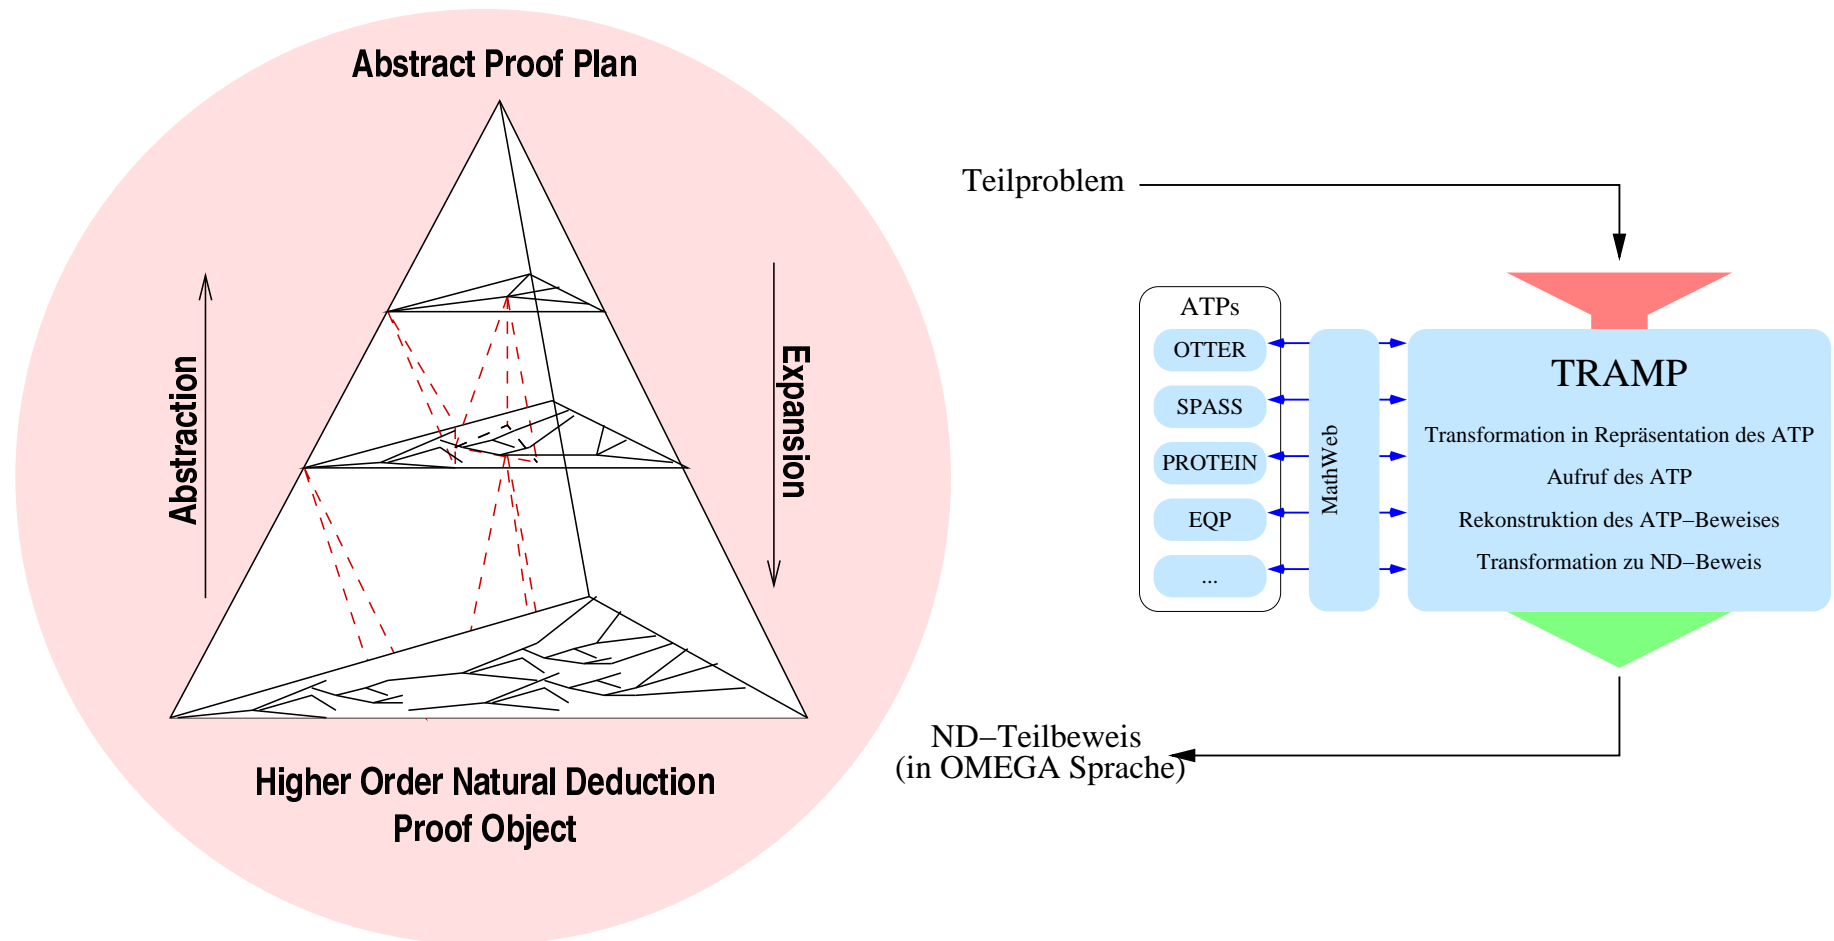 Abstract Proof Plan
Abstraction
Expansion
Higher Order Natural Deduction
Proof Object
Teilproblem
ATPs
OTTER
SPASS
PROTEIN
EQP
...
MathWeb
TRAMP
Transformation in Repräsentation des ATP
Aufruf des ATP
Rekonstruktion des ATP−Beweises
Transformation zu ND−Beweis
ND−Teilbeweis
(in OMEGA Sprache)